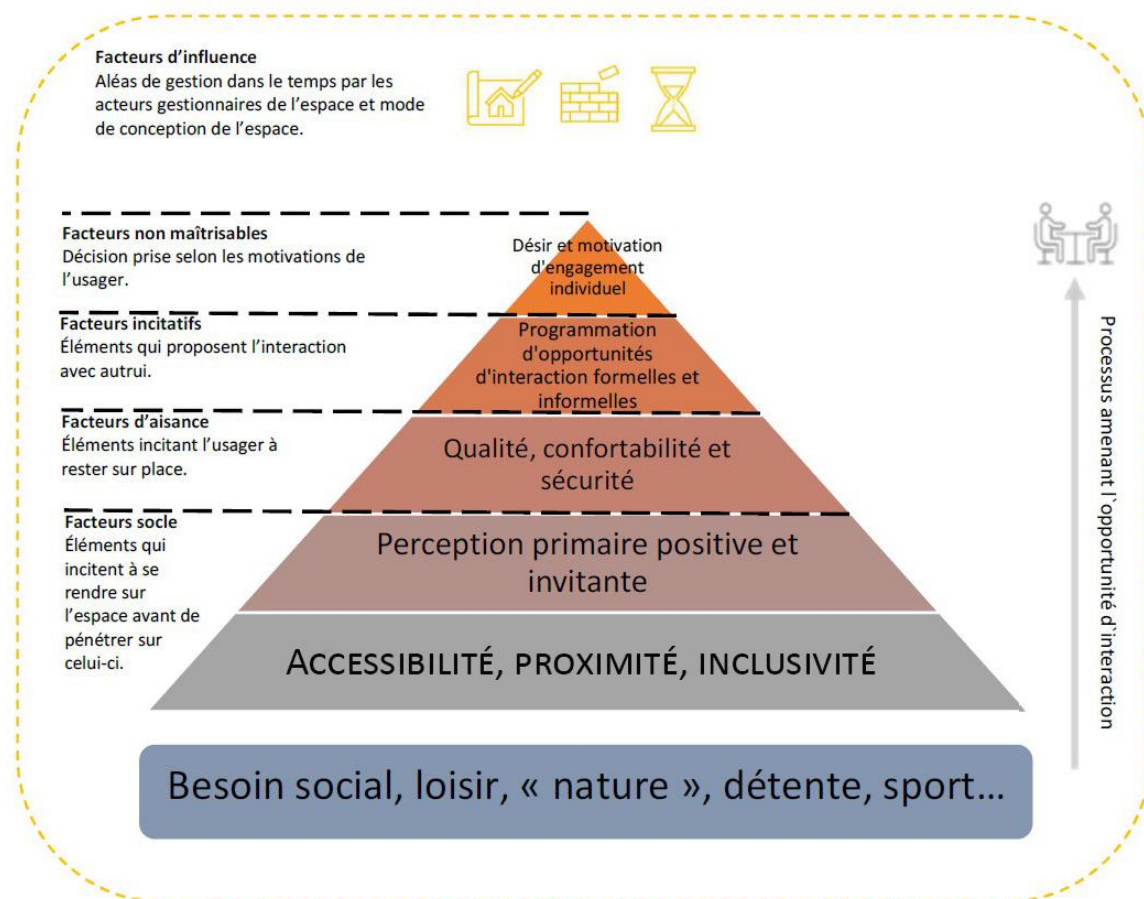 Facteurs d'influence
Aléas de gestion dans le temps par les
acteurs gestionnaires de l'espace et mode
de conception de l'espace.
Facteurs non maîtrisables
Décision prise selon les motivations de
l'usager.
Désir et motivation
d'engagement
individuel
Facteurs incitatifs
Éléments qui proposent l'interaction
avec autrui.
Programmation
d'opportunités
d'interaction formelles et
informelles
Facteurs d'aisance
Éléments incitant l'usager à
rester sur place.
Qualité, confortabilité et
sécurité
Facteurs socle
Éléments qui
incitent à se
rendre sur
l'espace avant de
pénétrer sur
celui-ci.
Perception primaire positive et
invitante
ACCESSIBILITÉ, PROXIMITÉ, INCLUSIVITÉ
Besoin social, loisir, « nature », détente, sport…
Processus amenant l`opportunité d`interaction